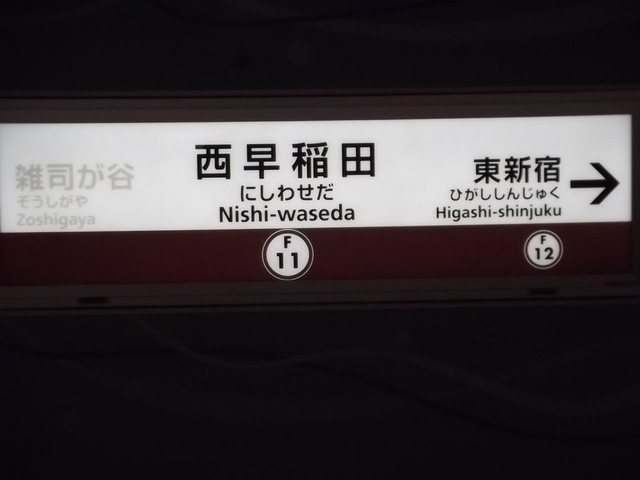 雑司が谷
ぞうしがや
Zoshigaya
西早稲田
にしわせだ
Nishi-waseda
F
11
東新宿
ひがししんじゅく
Higashi-shinjuku
F
12